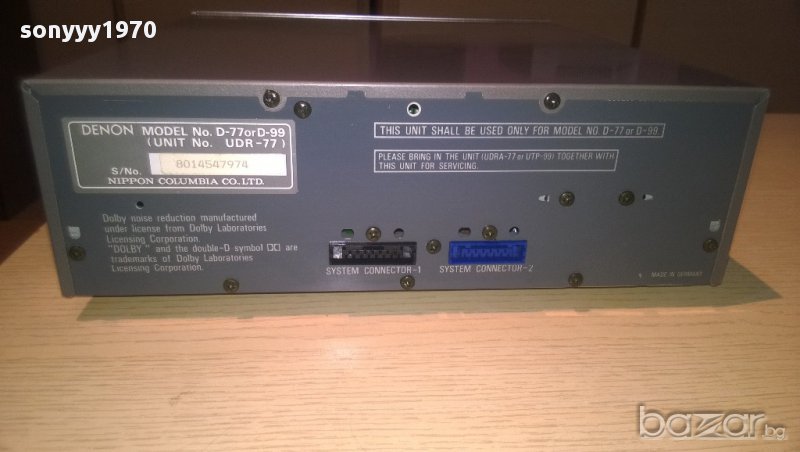 sonyyy1970
DENON MODEL No. D-77 or D-99
(UNIT No. UDR-77)
S/No. 8014547974
NIPPON COLUMBIA CO.LTD.
THIS UNIT SHALL BE USED ONLY FOR MODEL NO. D-77 or D-99
PLEASE BRING IN THE UNIT (UDRA-77 or UTP-99) TOGETHER WITH
THIS UNIT FOR SERVICING.
Dolby noise reduction manufactured
under license from Dolby Laboratories
Licensing Corporation.
"DOLBY" and the double-D symbol are
trademarks of Dolby Laboratories
Licensing Corporation.
SYSTEM CONNECTOR-1
SYSTEM CONNECTOR-2
MADE IN GERMANY
bazar.bg